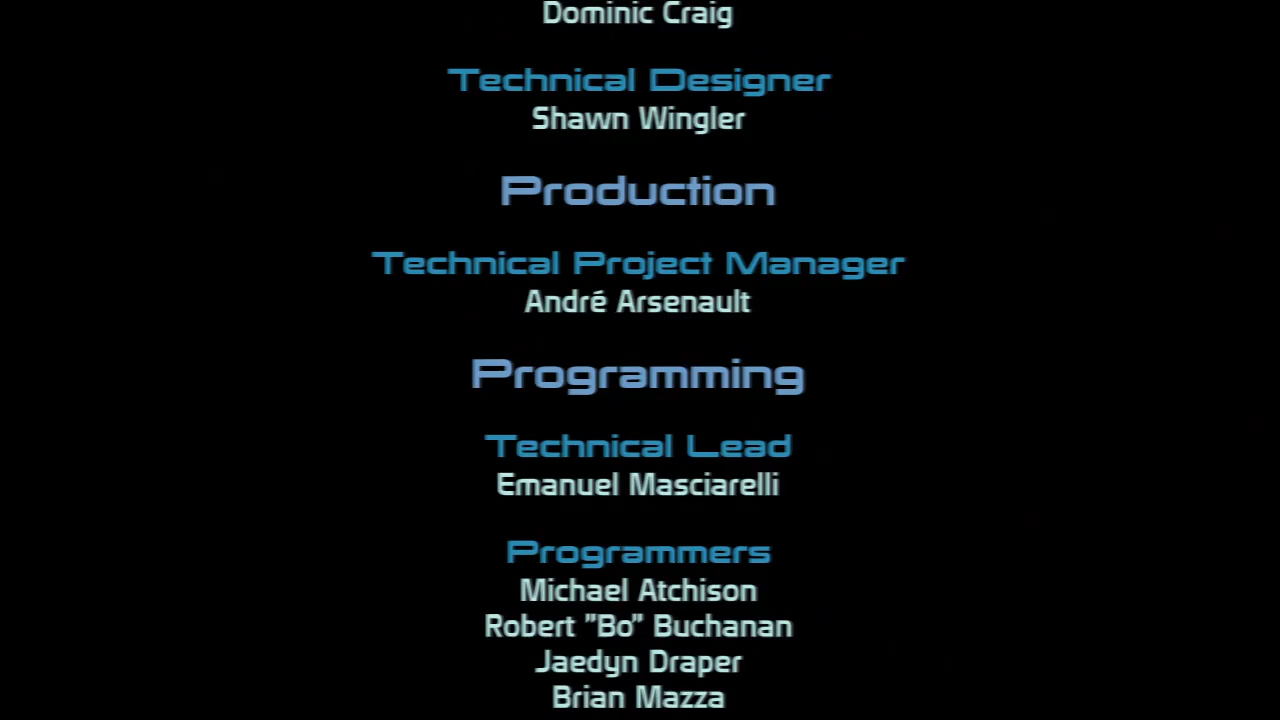 Dominic Craig
Technical Designer
Shawn Wingler
Production
Technical Project Manager
André Arsenault
Programming
Technical Lead
Emanuel Masciarelli
Programmers
Michael Atchison
Robert "Bo" Buchanan
Jaedyn Draper
Brian Mazza